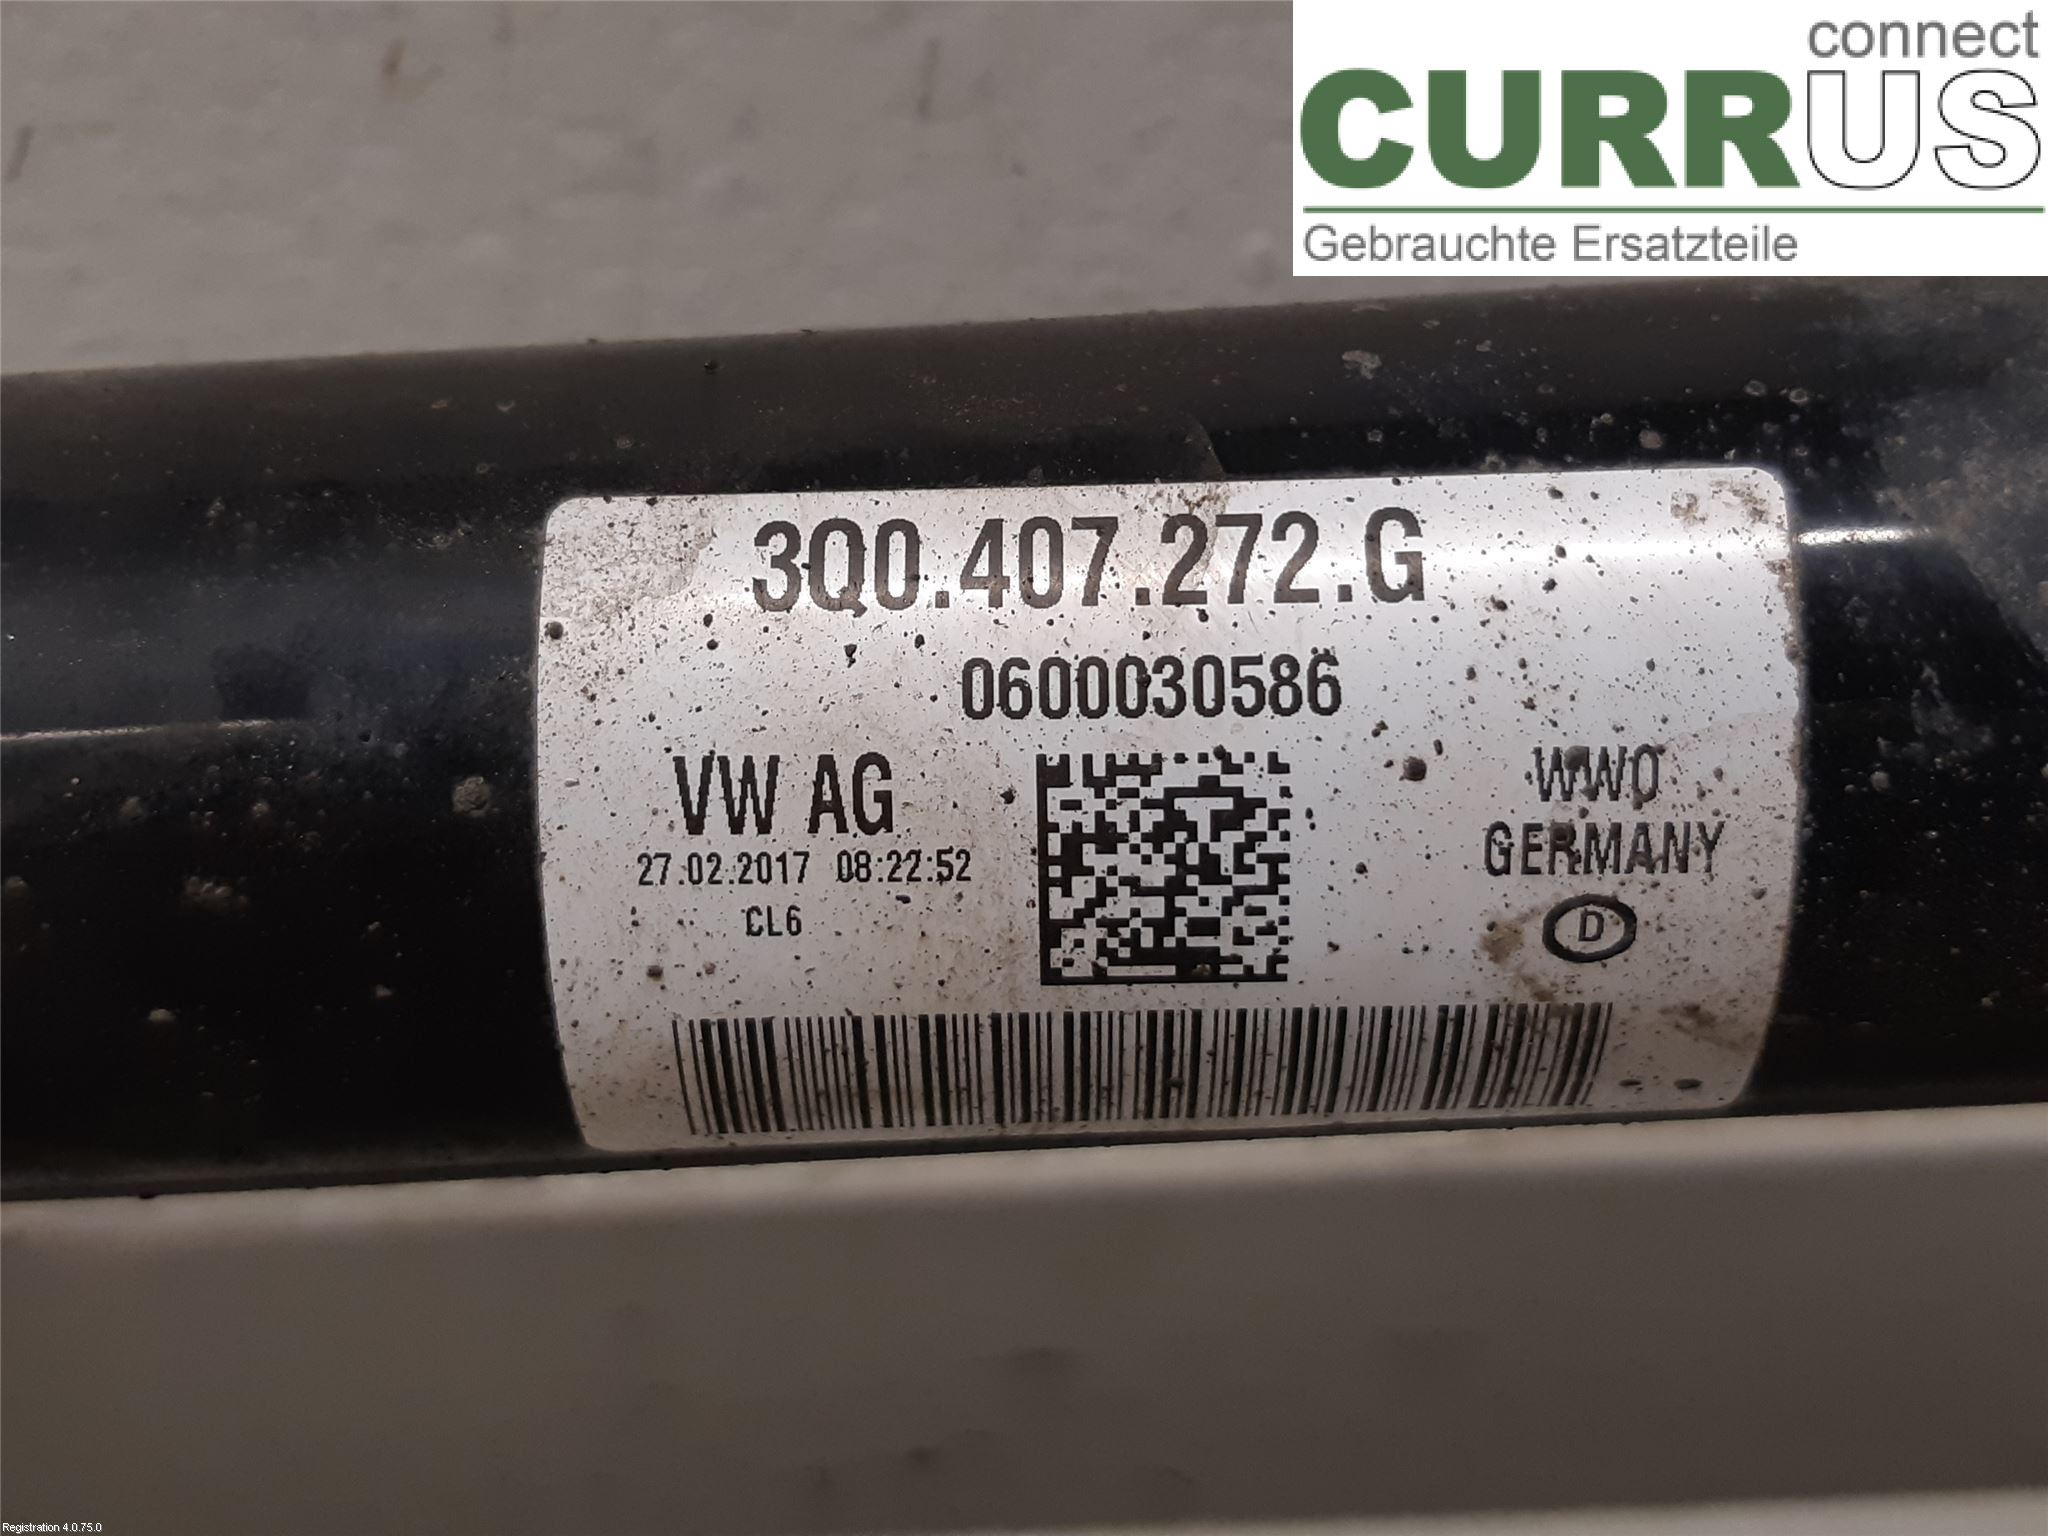 connect
CURRUS
Gebrauchte Ersatzteile
3Q0.407.272.G
0600030586
VW AG
27.02.2017 08:22:52
CL6
WWO
GERMANY
D
Registration 4.0.75.0